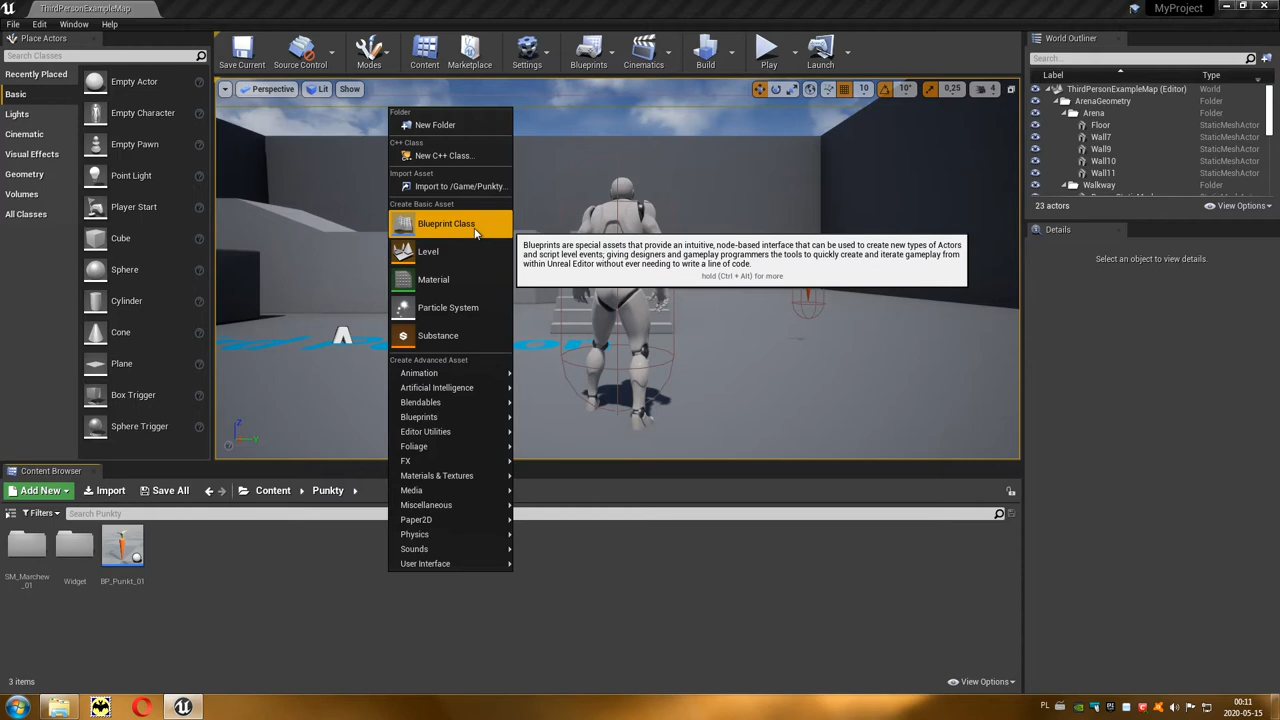 ThirdPersonExampleMap
MyProject
File Edit Window Help
Place Actors
Search Classes
Recently Placed
Basic
Lights
Cinematic
Visual Effects
Geometry
Volumes
All Classes
Empty Actor
Empty Character
Empty Pawn
Point Light
Player Start
Cube
Sphere
Cylinder
Cone
Plane
Box Trigger
Sphere Trigger
Save Current
Source Control
Modes
Content
Marketplace
Settings
Blueprints
Cinematics
Build
Play
Launch
Perspective
Lit
Show
10
10°
0,25
4
Folder
New Folder
C++ Class
New C++ Class...
Import Asset
Import to /Game/Punkty...
Create Basic Asset
Blueprint Class
Level
Material
Particle System
Substance
Create Advanced Asset
Animation
Artificial Intelligence
Blendables
Blueprints
Editor Utilities
Foliage
FX
Materials & Textures
Media
Miscellaneous
Paper2D
Physics
Sounds
User Interface
Blueprints are special assets that provide an intuitive, node-based interface that can be used to create new types of Actors
and script level events; giving designers and gameplay programmers the tools to quickly create and iterate gameplay from
within Unreal Editor without ever needing to write a line of code.
hold (Ctrl + Alt) for more
Z
Y
World Outliner
Search...
Label Type
ThirdPersonExampleMap (Editor) World
ArenaGeometry Folder
Arena Folder
Floor StaticMeshActor
Wall7 StaticMeshActor
Wall9 StaticMeshActor
Wall10 StaticMeshActor
Wall11 StaticMeshActor
Walkway Folder
23 actors
View Options
Details
Select an object to view details.
Content Browser
Add New
Import
Save All
Content
Punkty
Filters
Search Punkty
SM_Marchew
_01
Widget
BP_Punkt_01
3 items
View Options
PL
00:11
2020-05-15